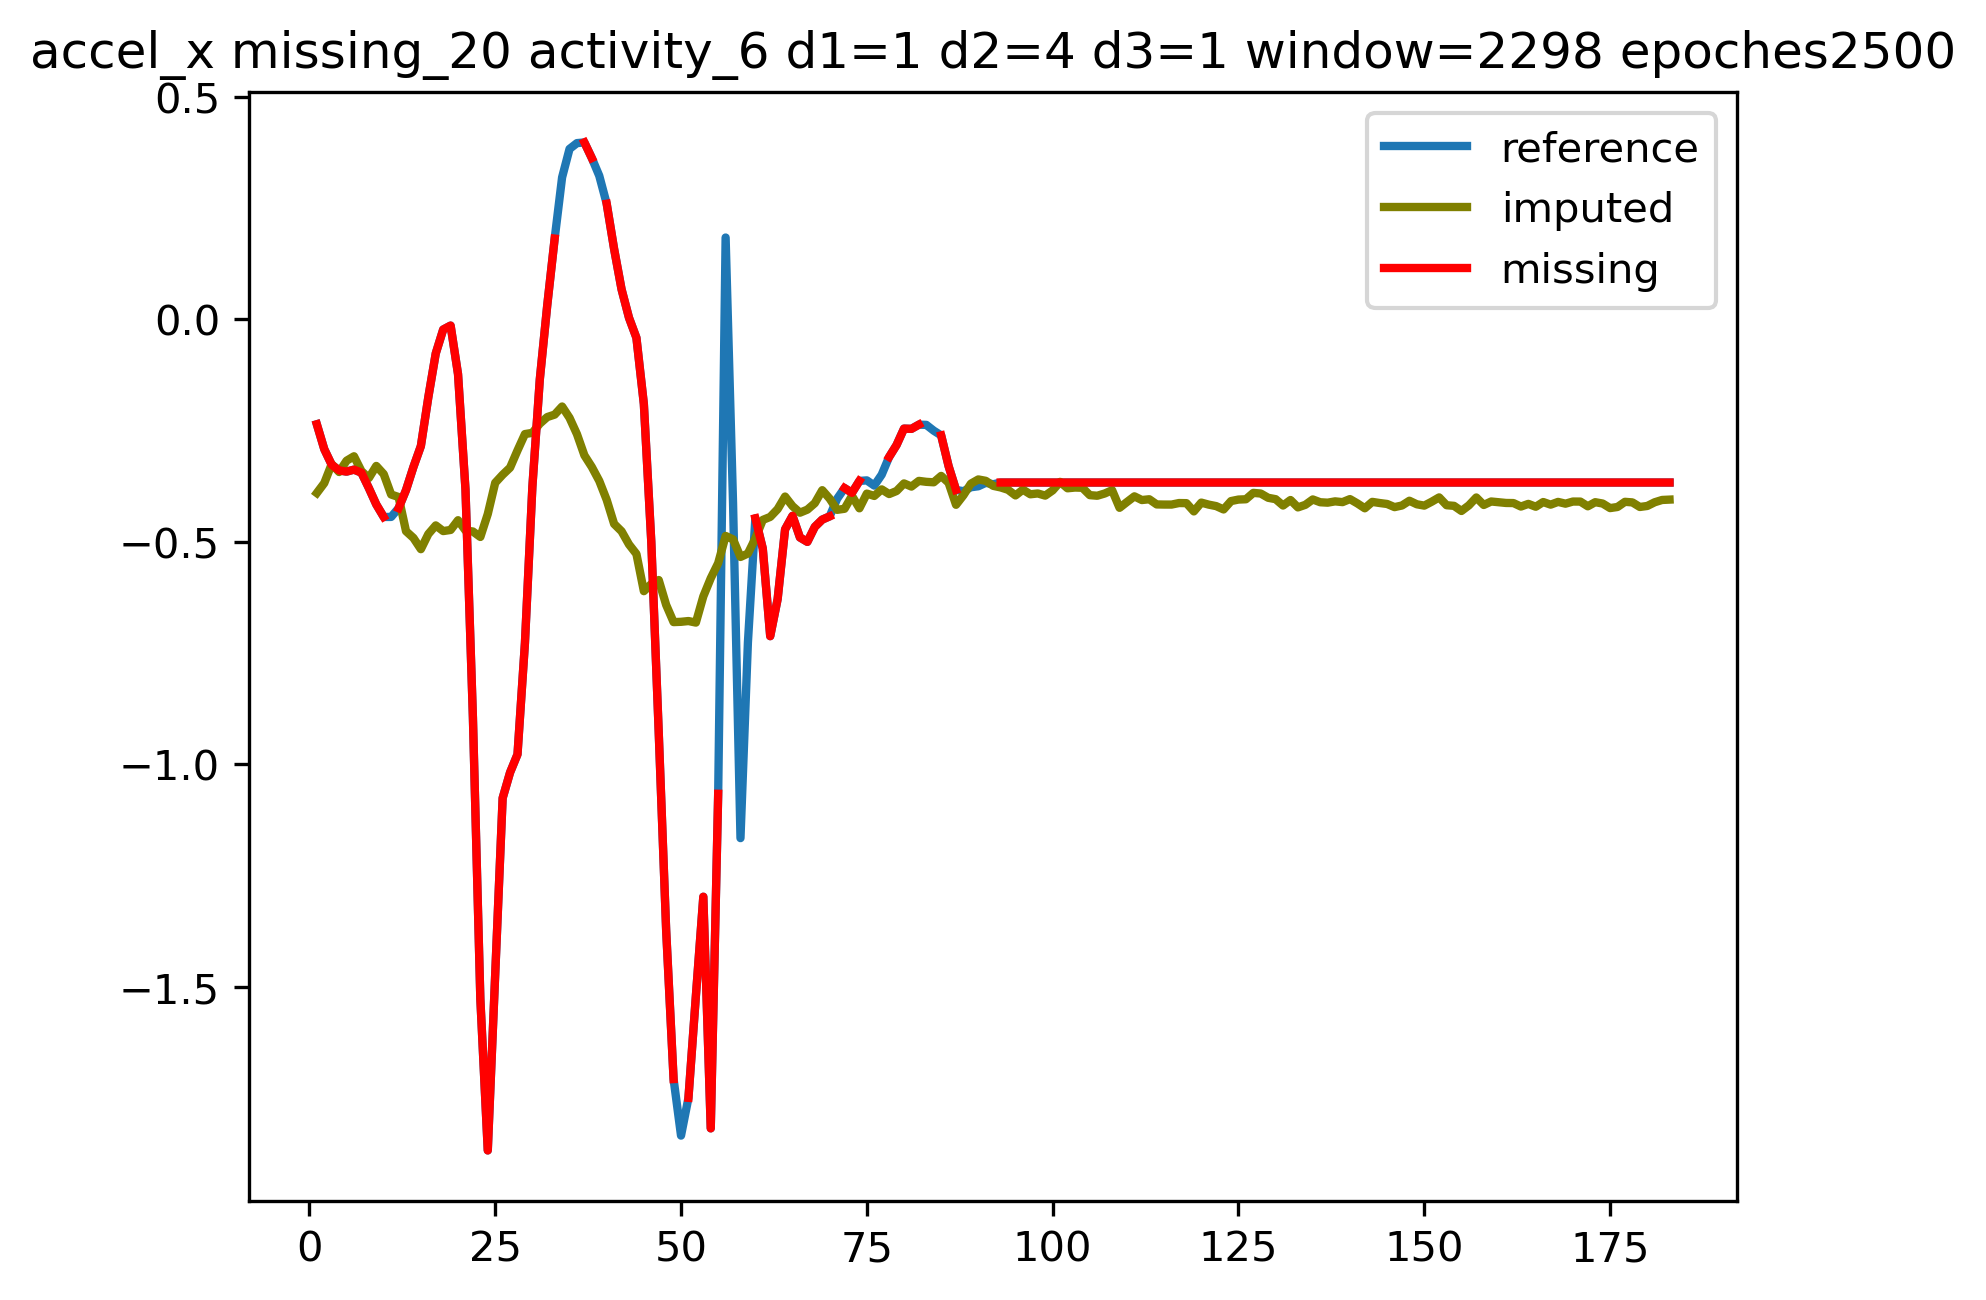 accel_x missing_20 activity_6 d1=1 d2=4 d3=1 window=2298 epoches2500
reference
imputed
missing
0.5
0.0
−0.5
−1.0
−1.5
0 25 50 75 100 125 150 175